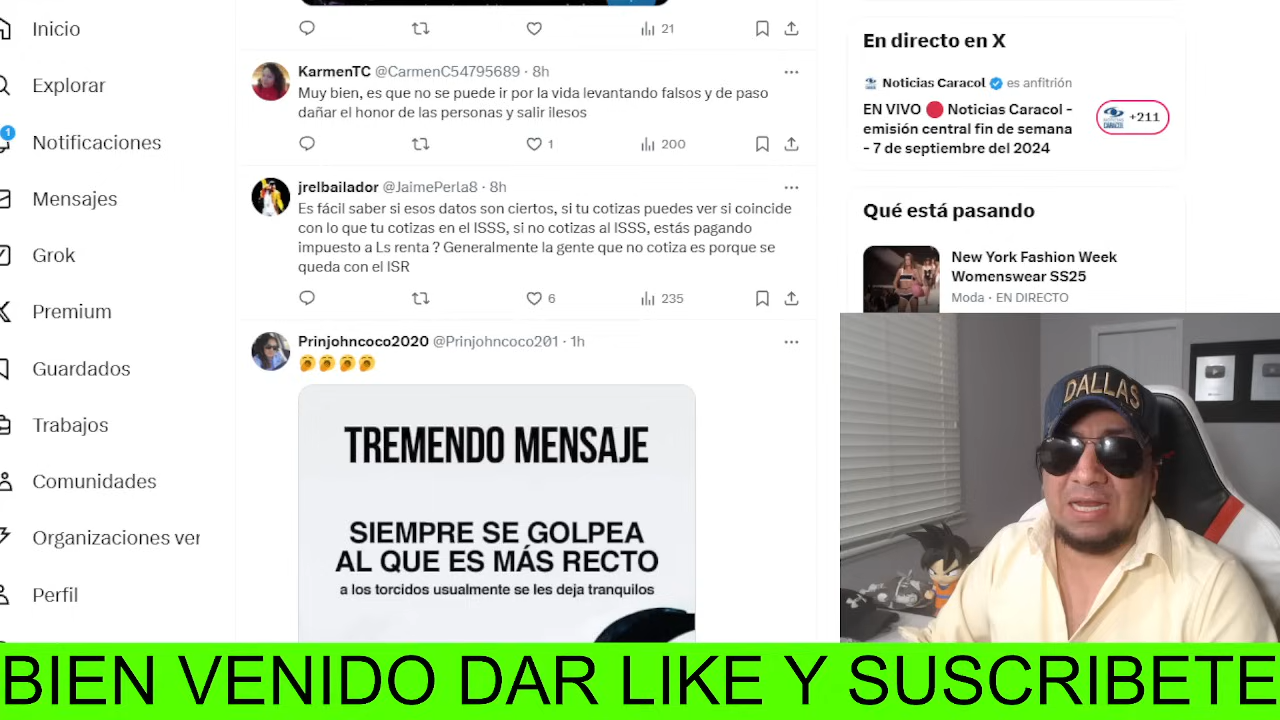 Inicio
Explorar
1
Notificaciones
Mensajes
Grok
Premium
Guardados
Trabajos
Comunidades
Organizaciones ver
Perfil
21
KarmenTC @CarmenC54795689 · 8h
Muy bien, es que no se puede ir por la vida levantando falsos y de paso
dañar el honor de las personas y salir ilesos
1 200
jrelbailador @JaimePerla8 · 8h
Es fácil saber si esos datos son ciertos, si tu cotizas puedes ver si coincide
con lo que tu cotizas en el ISSS, si no cotizas al ISSS, estás pagando
impuesto a Ls renta ? Generalmente la gente que no cotiza es porque se
queda con el ISR
6 235
Prinjohncoco2020 @Prinjohncoco201 · 1h
TREMENDO MENSAJE
SIEMPRE SE GOLPEA
AL QUE ES MÁS RECTO
a los torcidos usualmente se les deja tranquilos
En directo en X
Noticias Caracol es anfitrión
EN VIVO 🔴 Noticias Caracol -
emisión central fin de semana
- 7 de septiembre del 2024
+211
Qué está pasando
New York Fashion Week
Womenswear SS25
Moda · EN DIRECTO
DALLAS
BIEN VENIDO DAR LIKE Y SUSCRIBETE